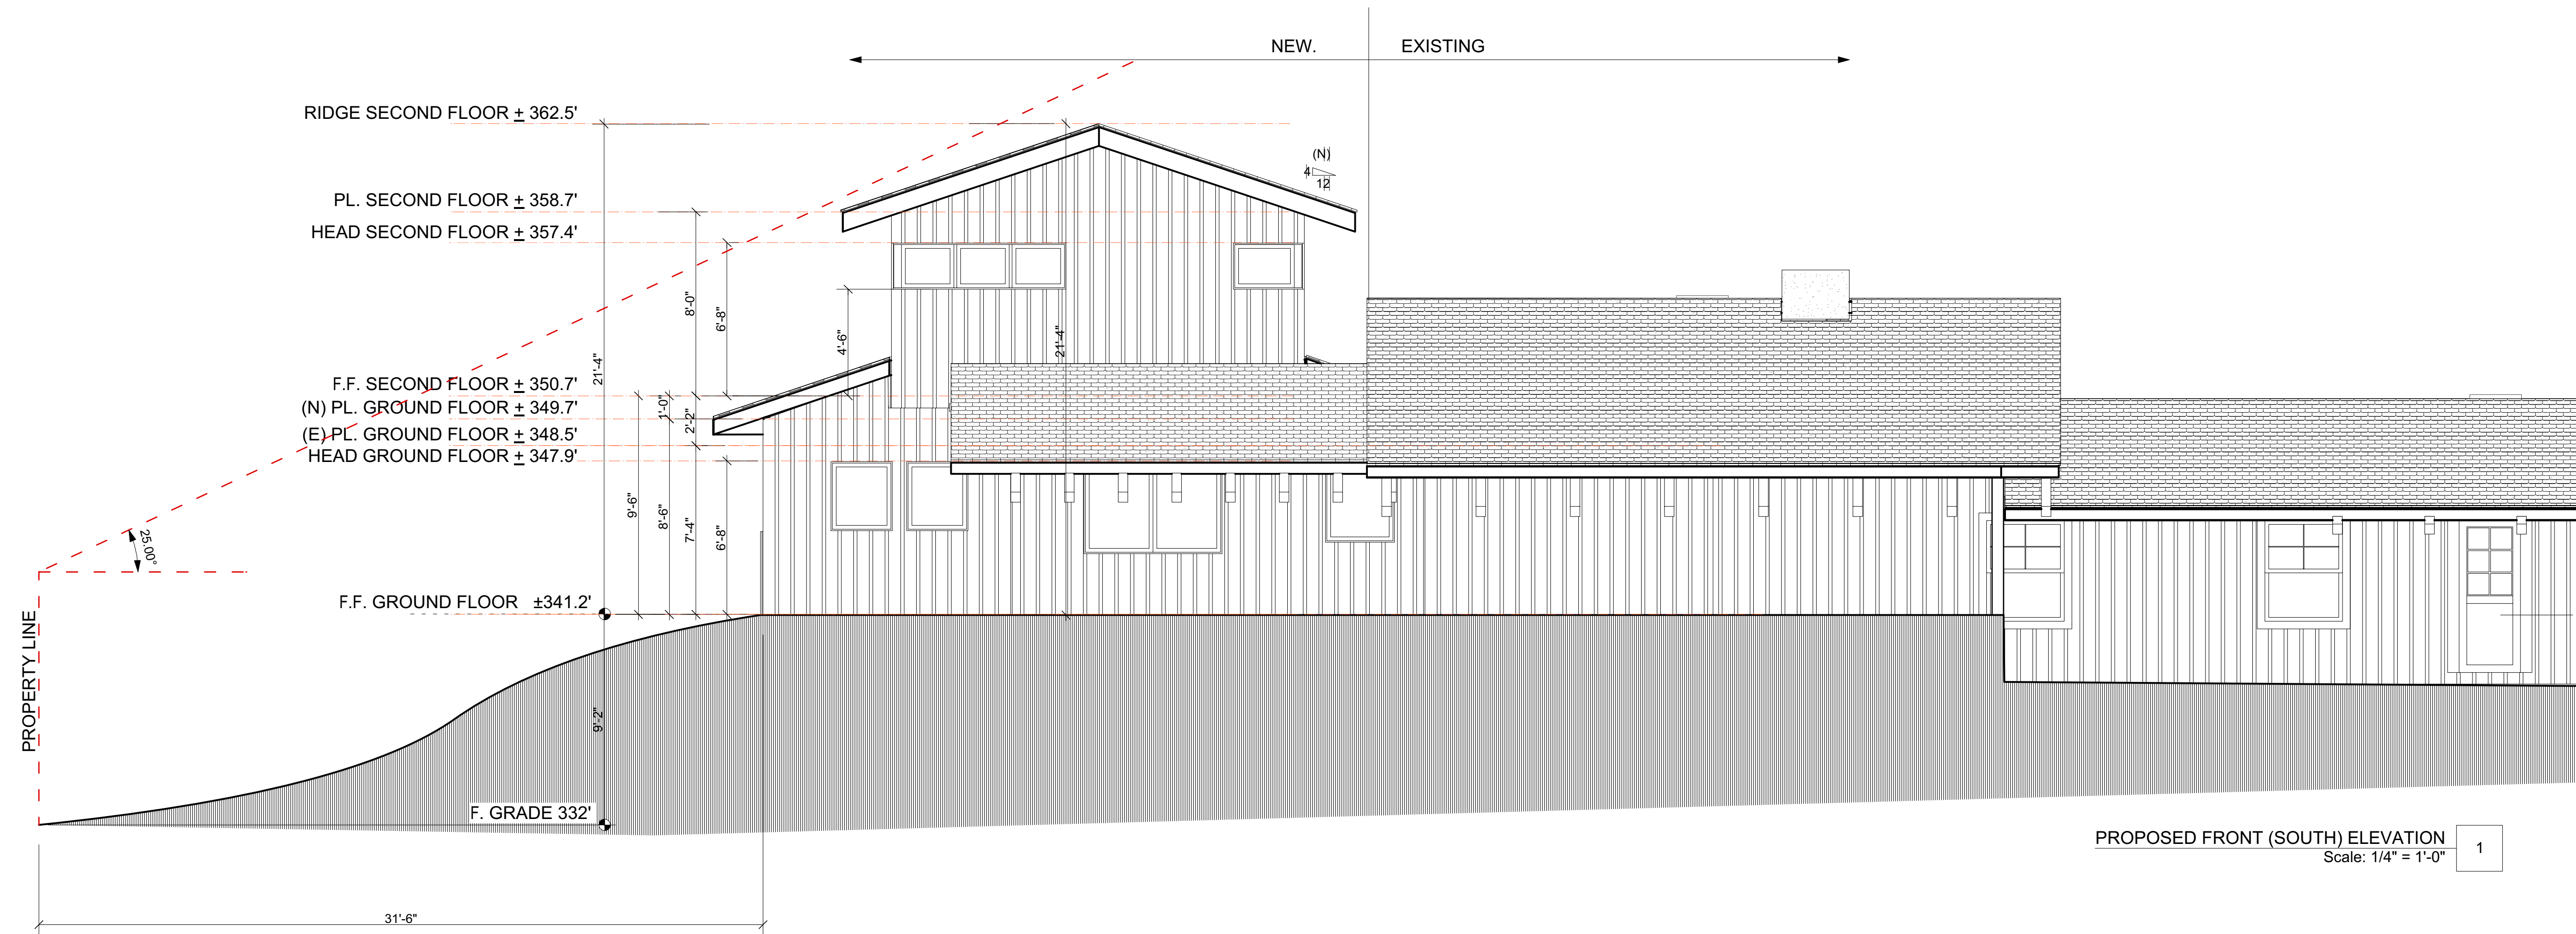 NEW. EXISTING
RIDGE SECOND FLOOR ± 362.5'
(N)
4
12
PL. SECOND FLOOR ± 358.7'
HEAD SECOND FLOOR ± 357.4'
8'-0"
6'-8"
4'-6"
21'-4"
21'-4"
F.F. SECOND FLOOR ± 350.7'
(N) PL. GROUND FLOOR ± 349.7'
1'-0"
2'-2"
(E) PL. GROUND FLOOR ± 348.5'
HEAD GROUND FLOOR ± 347.9'
9'-6"
8'-6"
7'-4"
6'-8"
25.00°
F.F. GROUND FLOOR ±341.2'
PROPERTY LINE
9'-2"
F. GRADE 332'
PROPOSED FRONT (SOUTH) ELEVATION
1
Scale: 1/4" = 1'-0"
31'-6"